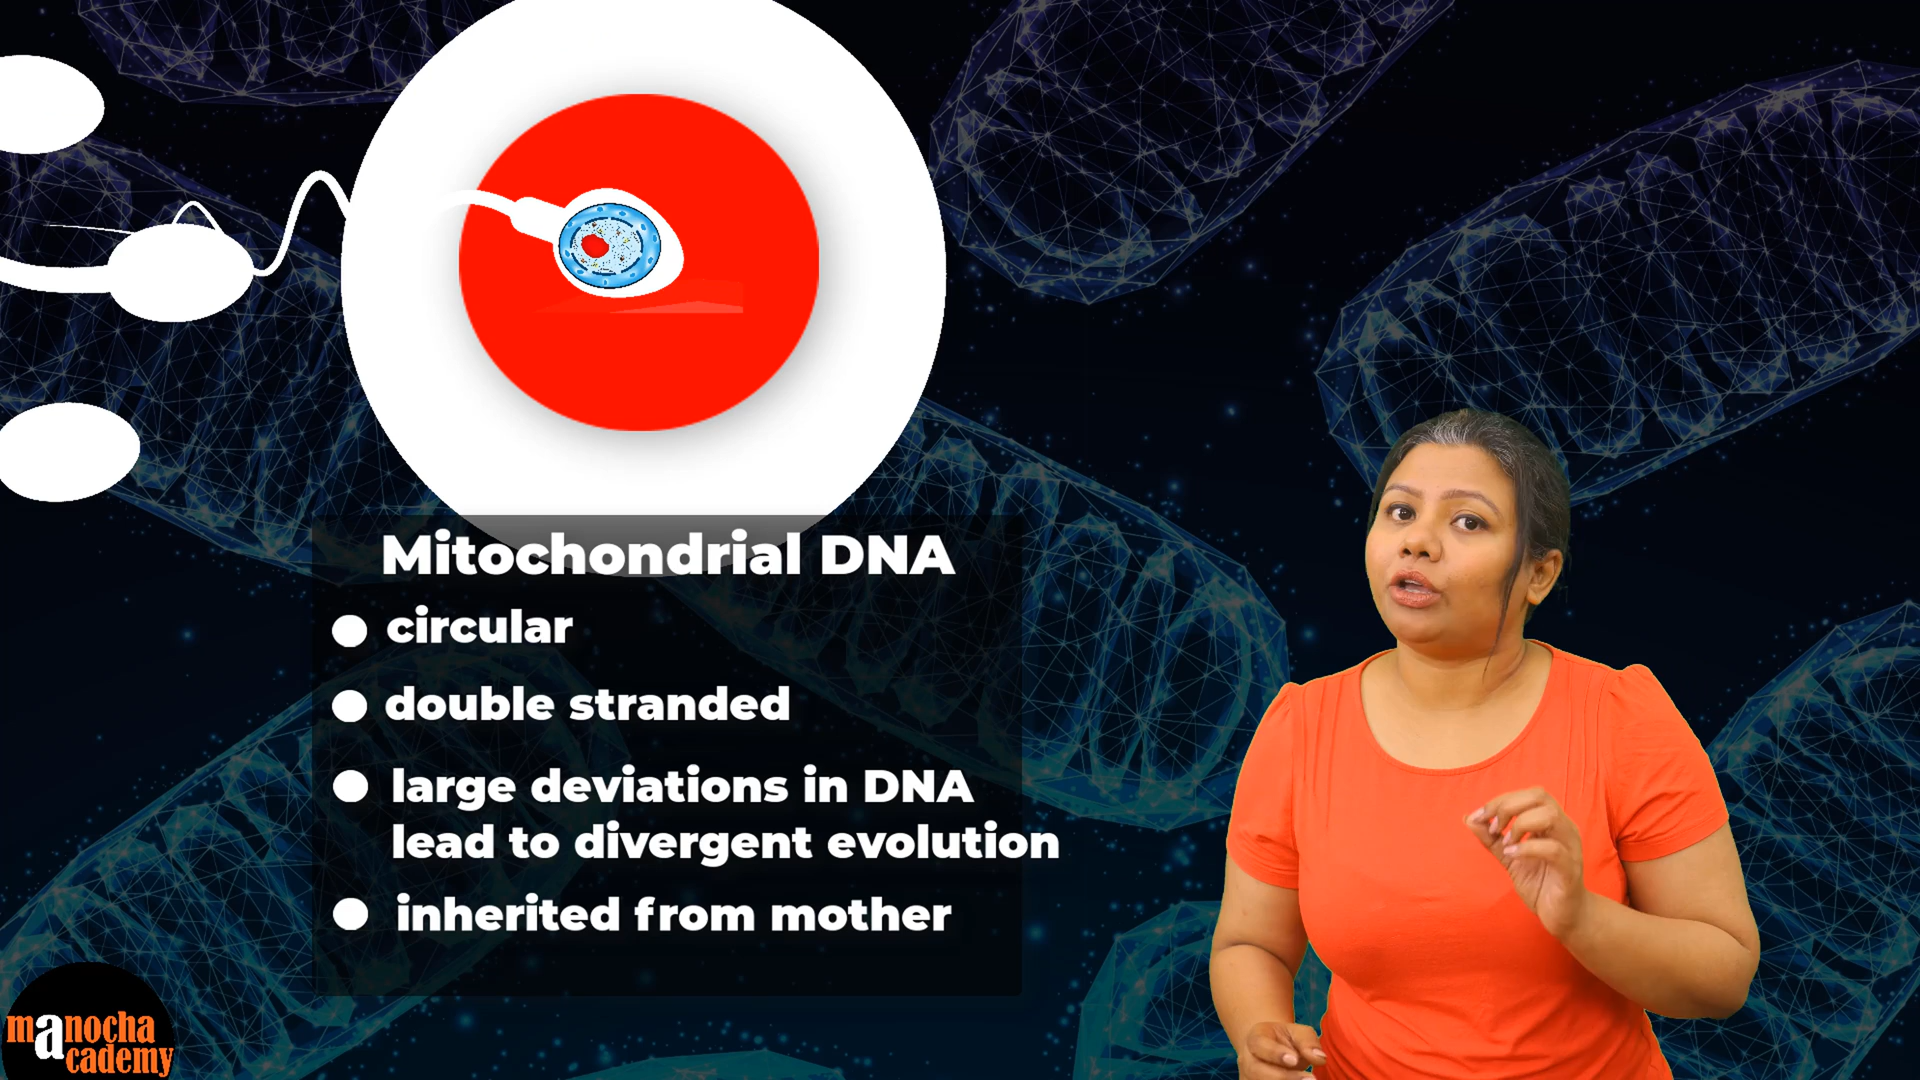 Mitochondrial DNA
circular
double stranded
large deviations in DNA
lead to divergent evolution
inherited from mother
manocha
academy